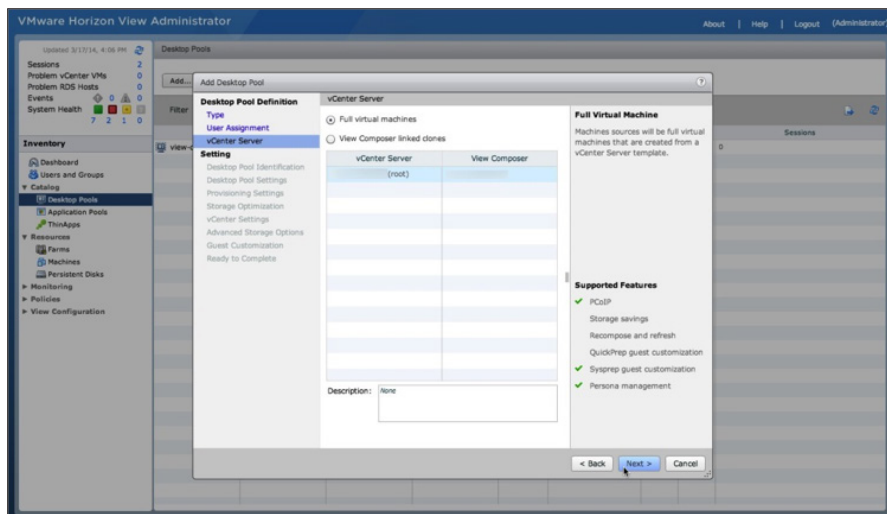 VMware Horizon View Administrator
About | Help | Logout (Administrator
Updated 3/17/14, 4:08 PM
Sessions 2
Problem vCenter VMs 0
Problem RDS Hosts 0
Events 0 0
System Health
7 2 1 0
Inventory
Dashboard
Users and Groups
Catalog
Desktop Pools
Application Pools
ThinApps
Resources
Farms
Machines
Persistent Disks
Monitoring
Policies
View Configuration
Desktop Pools
Add...
Filter
Sessions
view-c
0
Add Desktop Pool
?
Desktop Pool Definition
Type
User Assignment
vCenter Server
Setting
Desktop Pool Identification
Desktop Pool Settings
Provisioning Settings
Storage Optimization
vCenter Settings
Advanced Storage Options
Guest Customization
Ready to Complete
vCenter Server
Full virtual machines
View Composer linked clones
vCenter Server View Composer
(root)
Description: None
Full Virtual Machine
Machines sources will be full virtual
machines that are created from a
vCenter Server template.
Supported Features
PCoIP
Storage savings
Recompose and refresh
QuickPrep guest customization
Sysprep guest customization
Persona management
< Back Next > Cancel